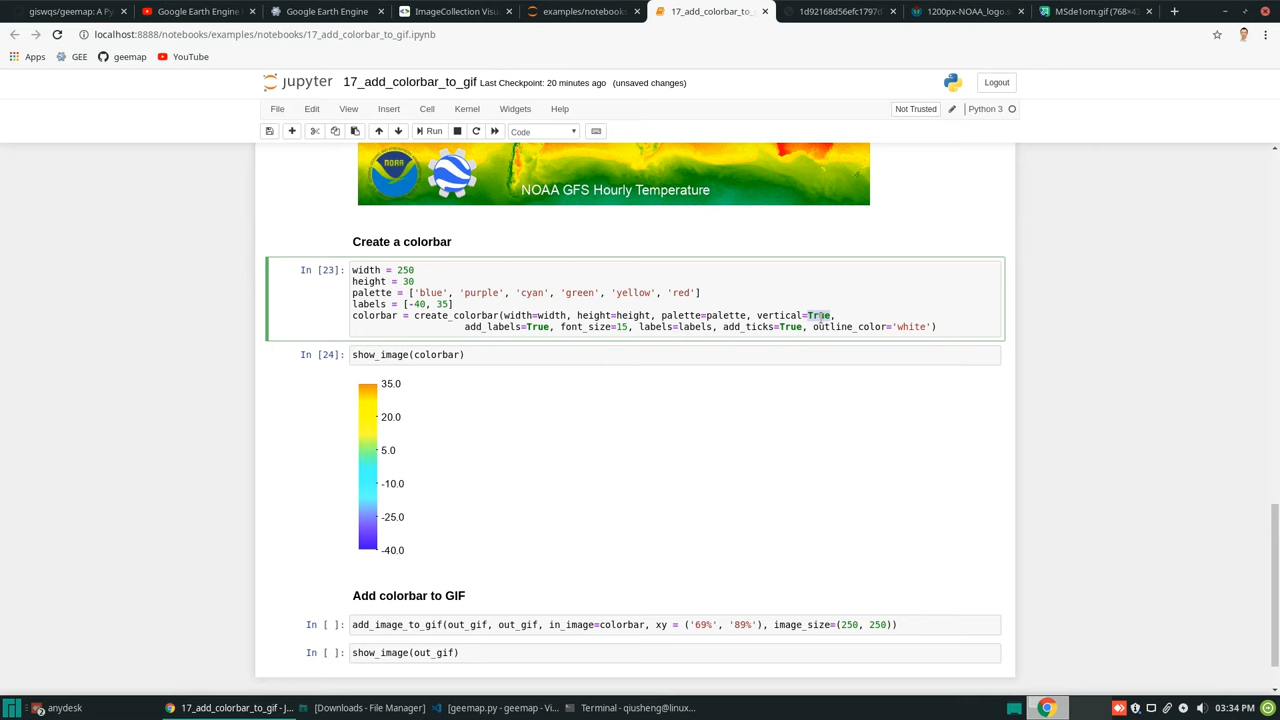 giswqs/geemap: A Py
Google Earth Engine
Google Earth Engine
ImageCollection Visu
examples/notebooks
17_add_colorbar_to_g
1d92168d56efc1797d
1200px-NOAA_logo.s
MSde1om.gif (768×43
localhost:8888/notebooks/examples/notebooks/17_add_colorbar_to_gif.ipynb
Apps GEE geemap YouTube
jupyter 17_add_colorbar_to_gif Last Checkpoint: 20 minutes ago (unsaved changes) Logout
File Edit View Insert Cell Kernel Widgets Help Not Trusted Python 3
Run Code
NOAA
NOAA GFS Hourly Temperature
Create a colorbar
In [23]: width = 250
height = 30
palette = ['blue', 'purple', 'cyan', 'green', 'yellow', 'red']
labels = [-40, 35]
colorbar = create_colorbar(width=width, height=height, palette=palette, vertical=True,
add_labels=True, font_size=15, labels=labels, add_ticks=True, outline_color='white')
In [24]: show_image(colorbar)
35.0
20.0
5.0
-10.0
-25.0
-40.0
Add colorbar to GIF
In [ ]: add_image_to_gif(out_gif, out_gif, in_image=colorbar, xy = ('69%', '89%'), image_size=(250, 250))
In [ ]: show_image(out_gif)
anydesk 17_add_colorbar_to_gif - J... [Downloads - File Manager] [geemap.py - geemap - Vi... Terminal - qiusheng@linux... 03:34 PM